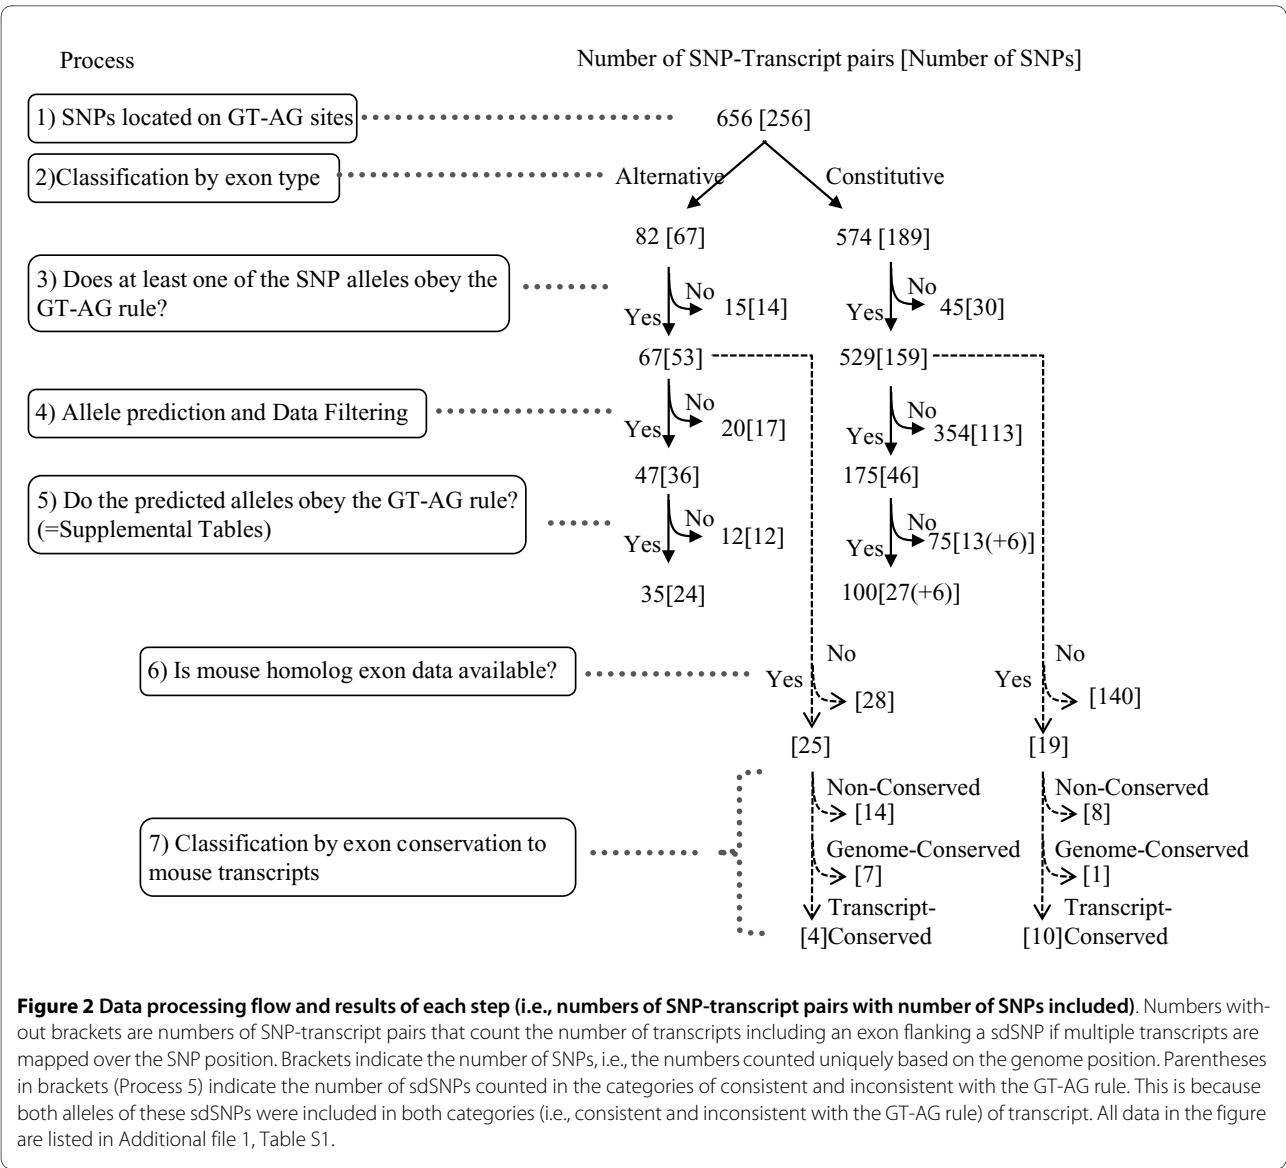 Process
Number of SNP-Transcript pairs [Number of SNPs]
1) SNPs located on GT-AG sites
656 [256]
2)Classification by exon type
Alternative
Constitutive
82 [67]
574 [189]
3) Does at least one of the SNP alleles obey the
GT-AG rule?
No
15[14]
Yes
No
45[30]
Yes
67[53]
529[159]
4) Allele prediction and Data Filtering
No
20[17]
Yes
No
354[113]
Yes
47[36]
175[46]
5) Do the predicted alleles obey the GT-AG rule?
(=Supplemental Tables)
No
12[12]
Yes
No
75[13(+6)]
Yes
35[24]
100[27(+6)]
6) Is mouse homolog exon data available?
No
Yes
[28]
No
Yes
[140]
[25]
[19]
7) Classification by exon conservation to
mouse transcripts
Non-Conserved
[14]
Genome-Conserved
[7]
Transcript-
[4]Conserved
Non-Conserved
[8]
Genome-Conserved
[1]
Transcript-
[10]Conserved
Figure 2 Data processing flow and results of each step (i.e., numbers of SNP-transcript pairs with number of SNPs included). Numbers with-
out brackets are numbers of SNP-transcript pairs that count the number of transcripts including an exon flanking a sdSNP if multiple transcripts are
mapped over the SNP position. Brackets indicate the number of SNPs, i.e., the numbers counted uniquely based on the genome position. Parentheses
in brackets (Process 5) indicate the number of sdSNPs counted in the categories of consistent and inconsistent with the GT-AG rule. This is because
both alleles of these sdSNPs were included in both categories (i.e., consistent and inconsistent with the GT-AG rule) of transcript. All data in the figure
are listed in Additional file 1, Table S1.